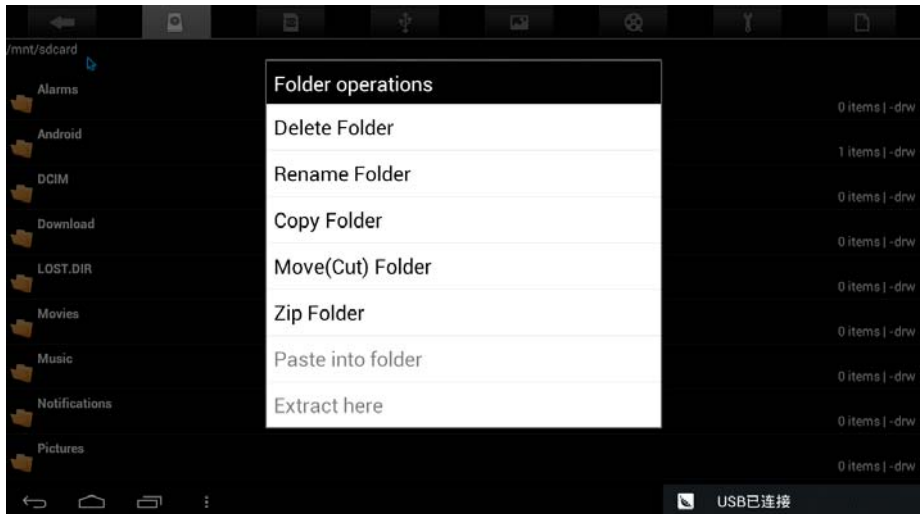 /mnt/sdcard
Alarms
0 items | -drw
Android
1 items | -drw
DCIM
0 items | -drw
Download
0 items | -drw
LOST.DIR
0 items | -drw
Movies
0 items | -drw
Music
0 items | -drw
Notifications
0 items | -drw
Pictures
0 items | -drw
Folder operations
Delete Folder
Rename Folder
Copy Folder
Move(Cut) Folder
Zip Folder
Paste into folder
Extract here
USB已连接